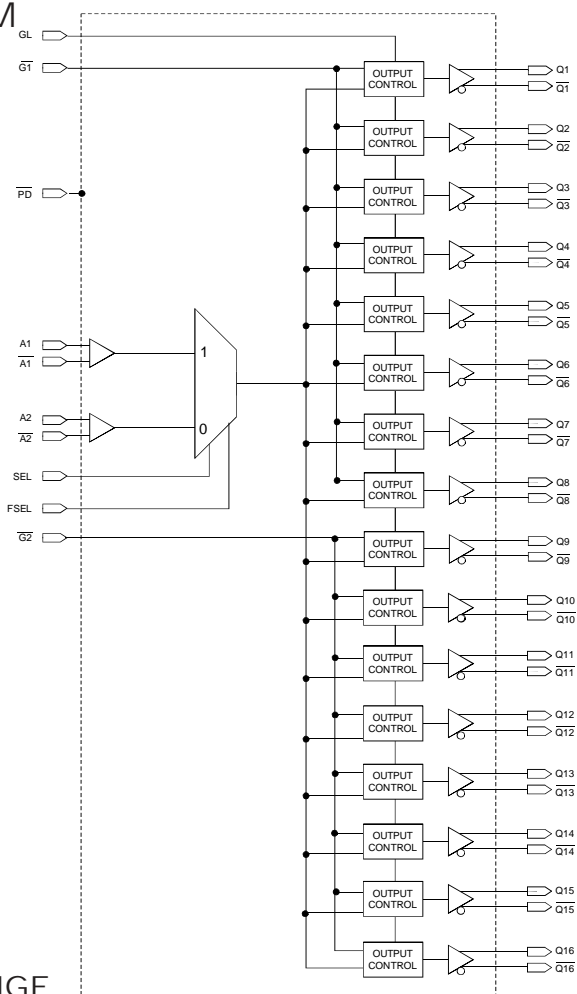 M
GL
G1
PD
A1
A1
A2
A2
SEL
FSEL
G2
1
0
OUTPUT
CONTROL
Q1
Q1
OUTPUT
CONTROL
Q2
Q2
OUTPUT
CONTROL
Q3
Q3
OUTPUT
CONTROL
Q4
Q4
OUTPUT
CONTROL
Q5
Q5
OUTPUT
CONTROL
Q6
Q6
OUTPUT
CONTROL
Q7
Q7
OUTPUT
CONTROL
Q8
Q8
OUTPUT
CONTROL
Q9
Q9
OUTPUT
CONTROL
Q10
Q10
OUTPUT
CONTROL
Q11
Q11
OUTPUT
CONTROL
Q12
Q12
OUTPUT
CONTROL
Q13
Q13
OUTPUT
CONTROL
Q14
Q14
OUTPUT
CONTROL
Q15
Q15
OUTPUT
CONTROL
Q16
Q16